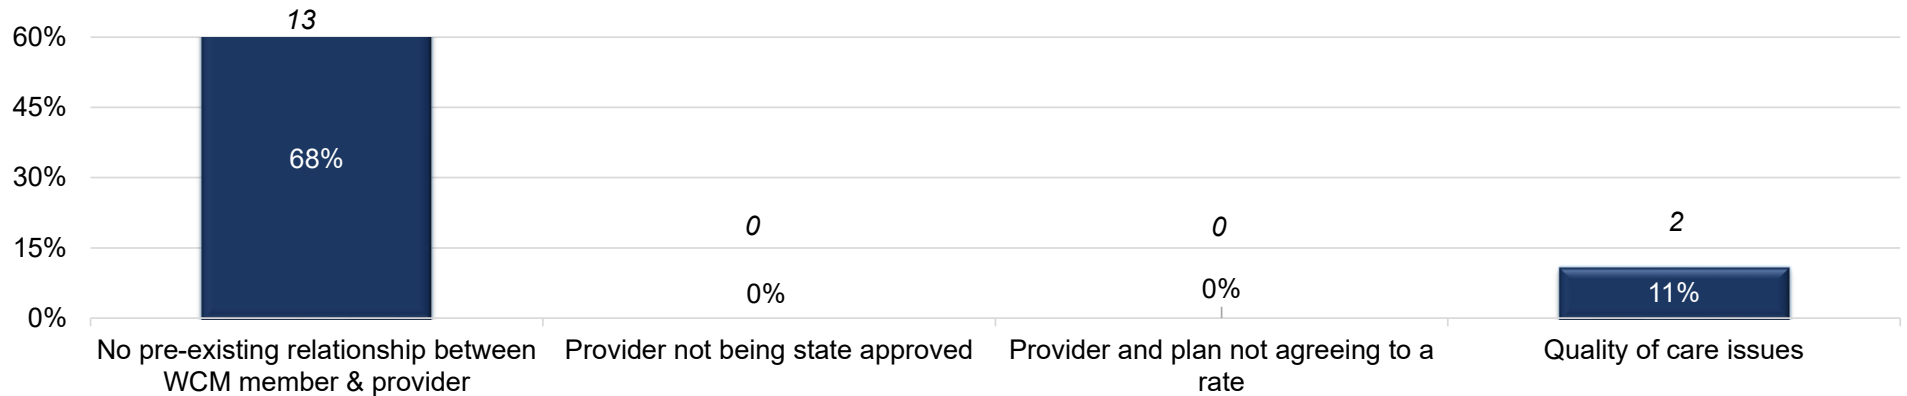 13
60%
45%
68%
30%
0
0
2
15%
0%
0%
11%
0%
No pre-existing relationship between
WCM member & provider
Provider not being state approved
Provider and plan not agreeing to a
rate
Quality of care issues